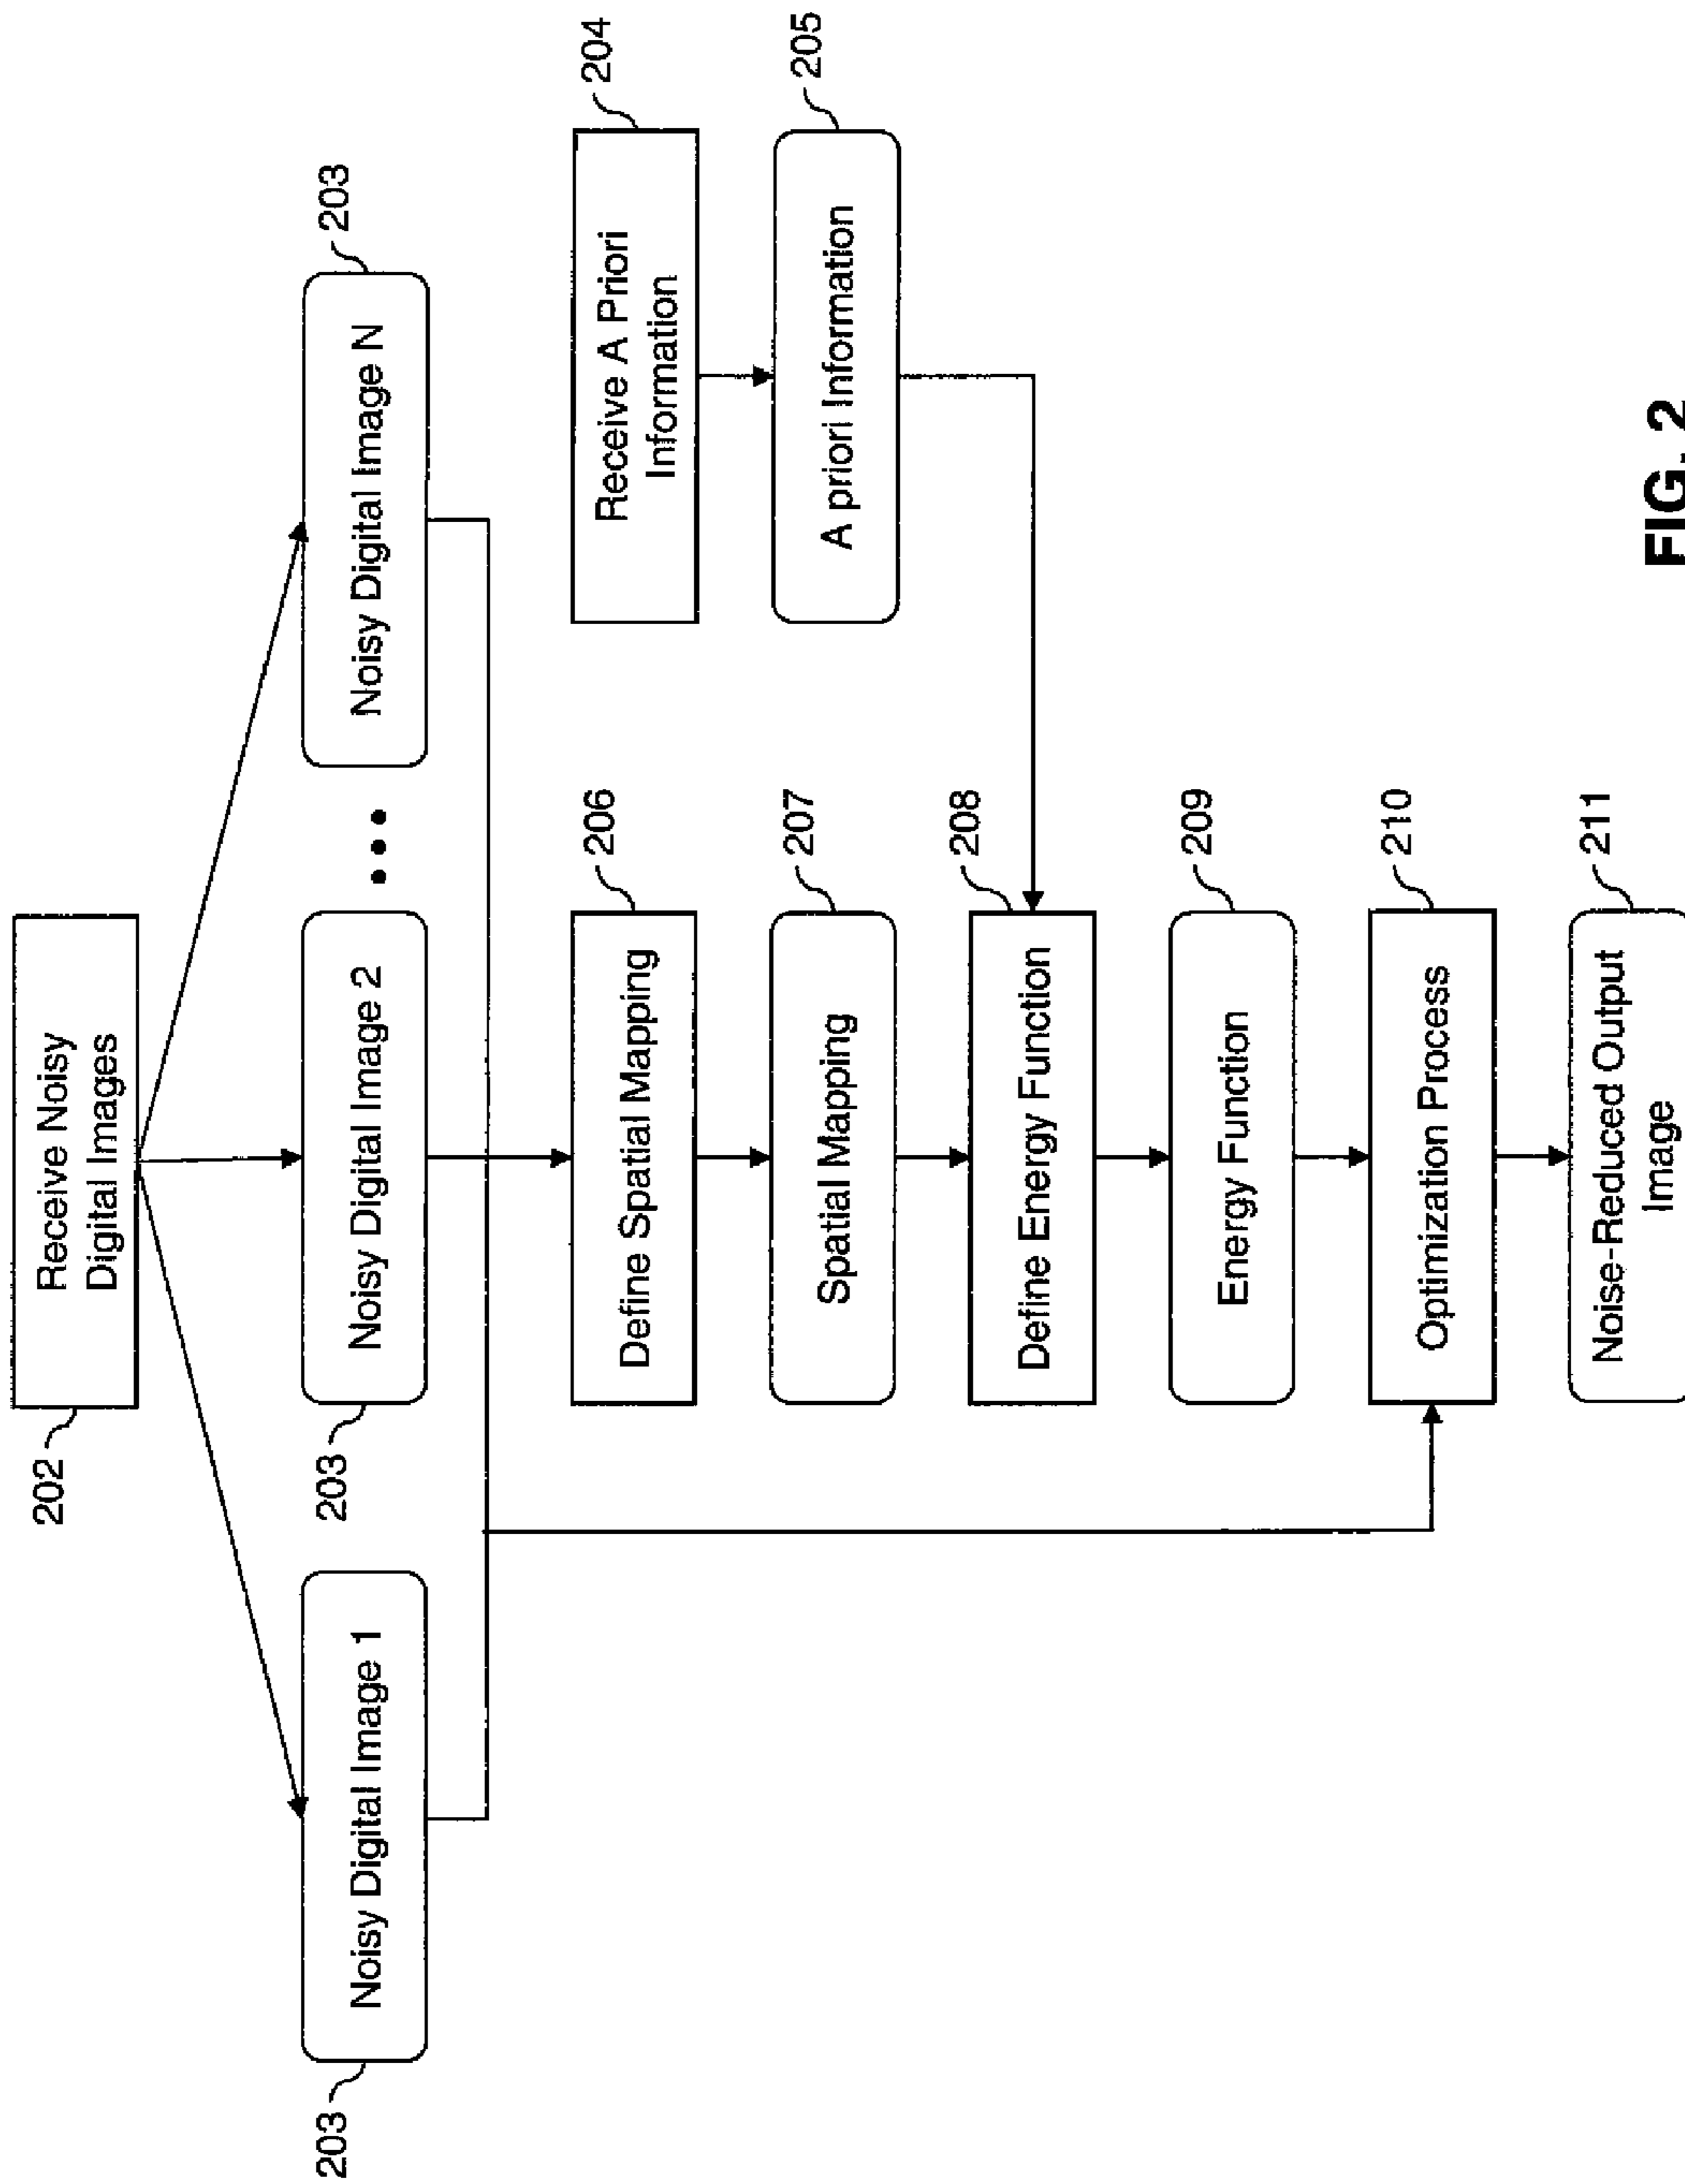 202
Receive Noisy
Digital Images
203
Noisy Digital Image 1
203
Noisy Digital Image 2
•••
Noisy Digital Image N
203
Define Spatial Mapping
206
Receive A Priori
Information
204
Spatial Mapping
207
A priori Information
205
Define Energy Function
208
Energy Function
209
Optimization Process
210
Noise-Reduced Output
Image
211
FIG. 2